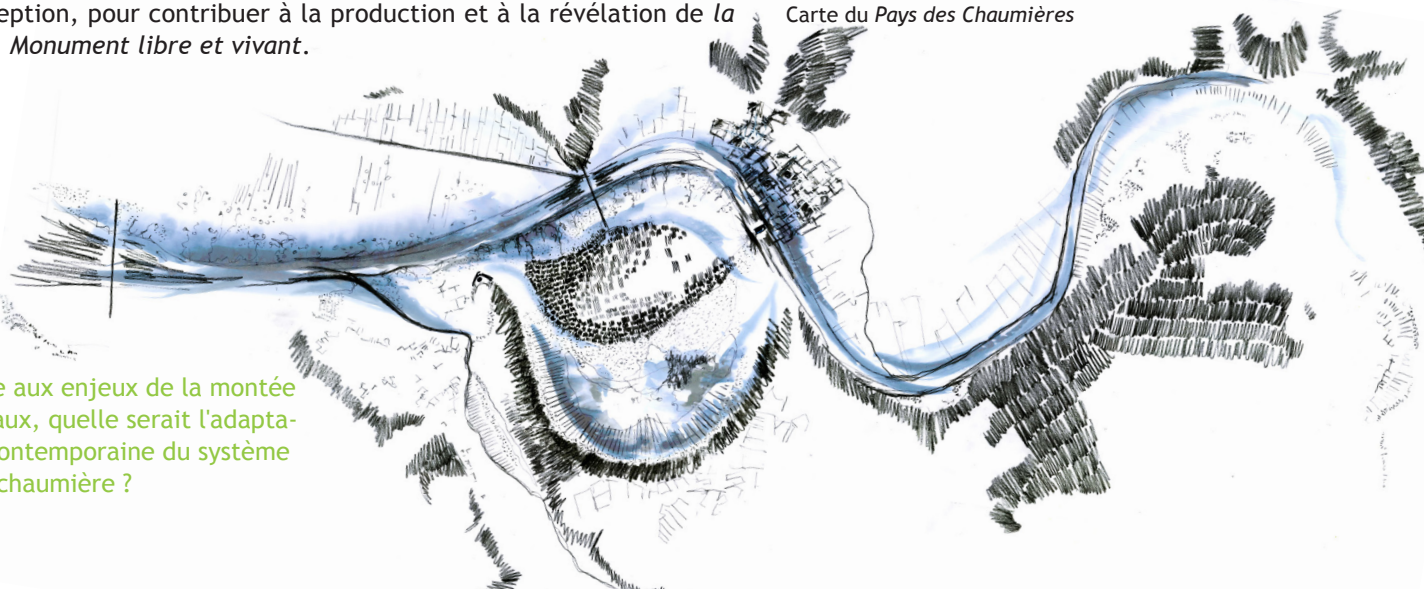 eption, pour contribuer à la production et à la révélation de la
Monument libre et vivant.
Carte du Pays des Chaumières
e aux enjeux de la montée
aux, quelle serait l'adapta-
ontemporaine du système
chaumière ?